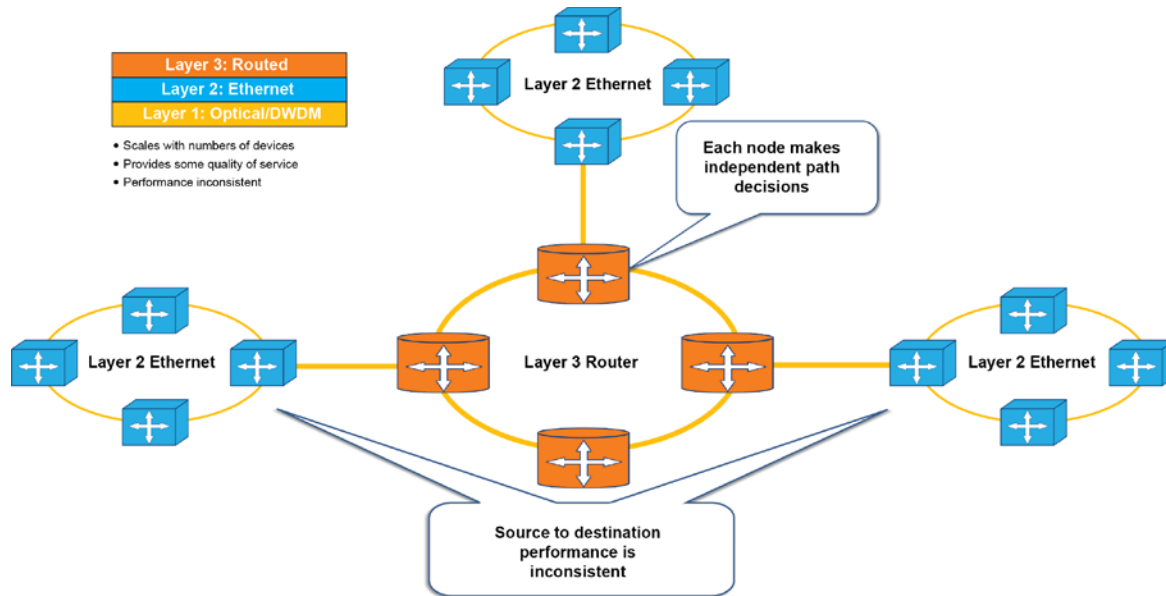 Layer 3: Routed
Layer 2: Ethernet
Layer 1: Optical/DWDM
• Scales with numbers of devices
• Provides some quality of service
• Performance inconsistent
Layer 2 Ethernet
Each node makes
independent path
decisions
Layer 2 Ethernet
Layer 3 Router
Layer 2 Ethernet
Source to destination
performance is
inconsistent